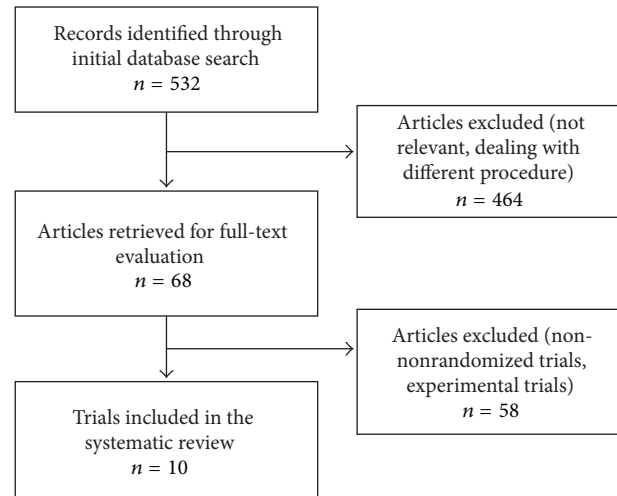 Records identified through
initial database search
n = 532
Articles excluded (not
relevant, dealing with
different procedure)
n = 464
Articles retrieved for full-text
evaluation
n = 68
Articles excluded (non-
nonrandomized trials,
experimental trials)
n = 58
Trials included in the
systematic review
n = 10